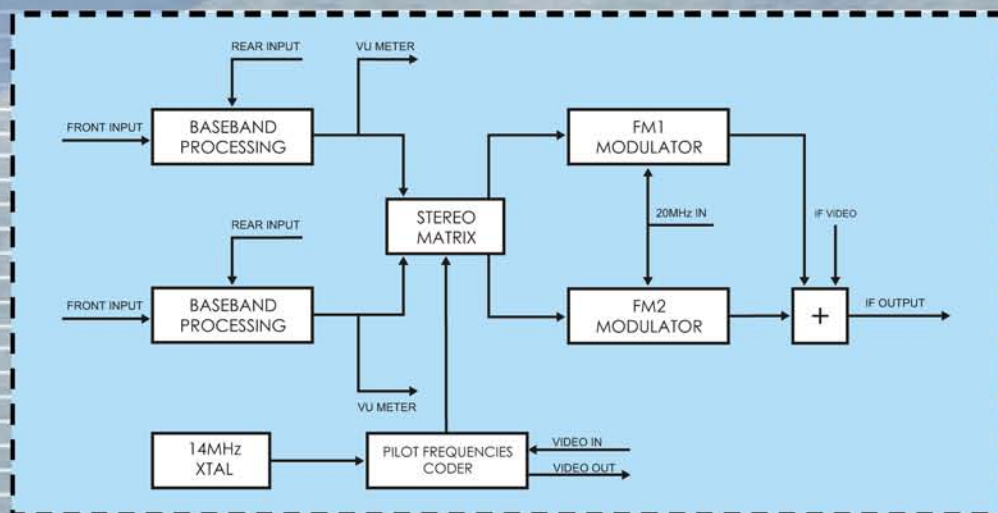 REAR INPUT
VU METER
FRONT INPUT
BASEBAND
PROCESSING
FM1
MODULATOR
REAR INPUT
STEREO
MATRIX
20MHz IN
IF VIDEO
FRONT INPUT
BASEBAND
PROCESSING
FM2
MODULATOR
+
IF OUTPUT
VU METER
14MHz
XTAL
PILOT FREQUENCIES
CODER
VIDEO IN
VIDEO OUT